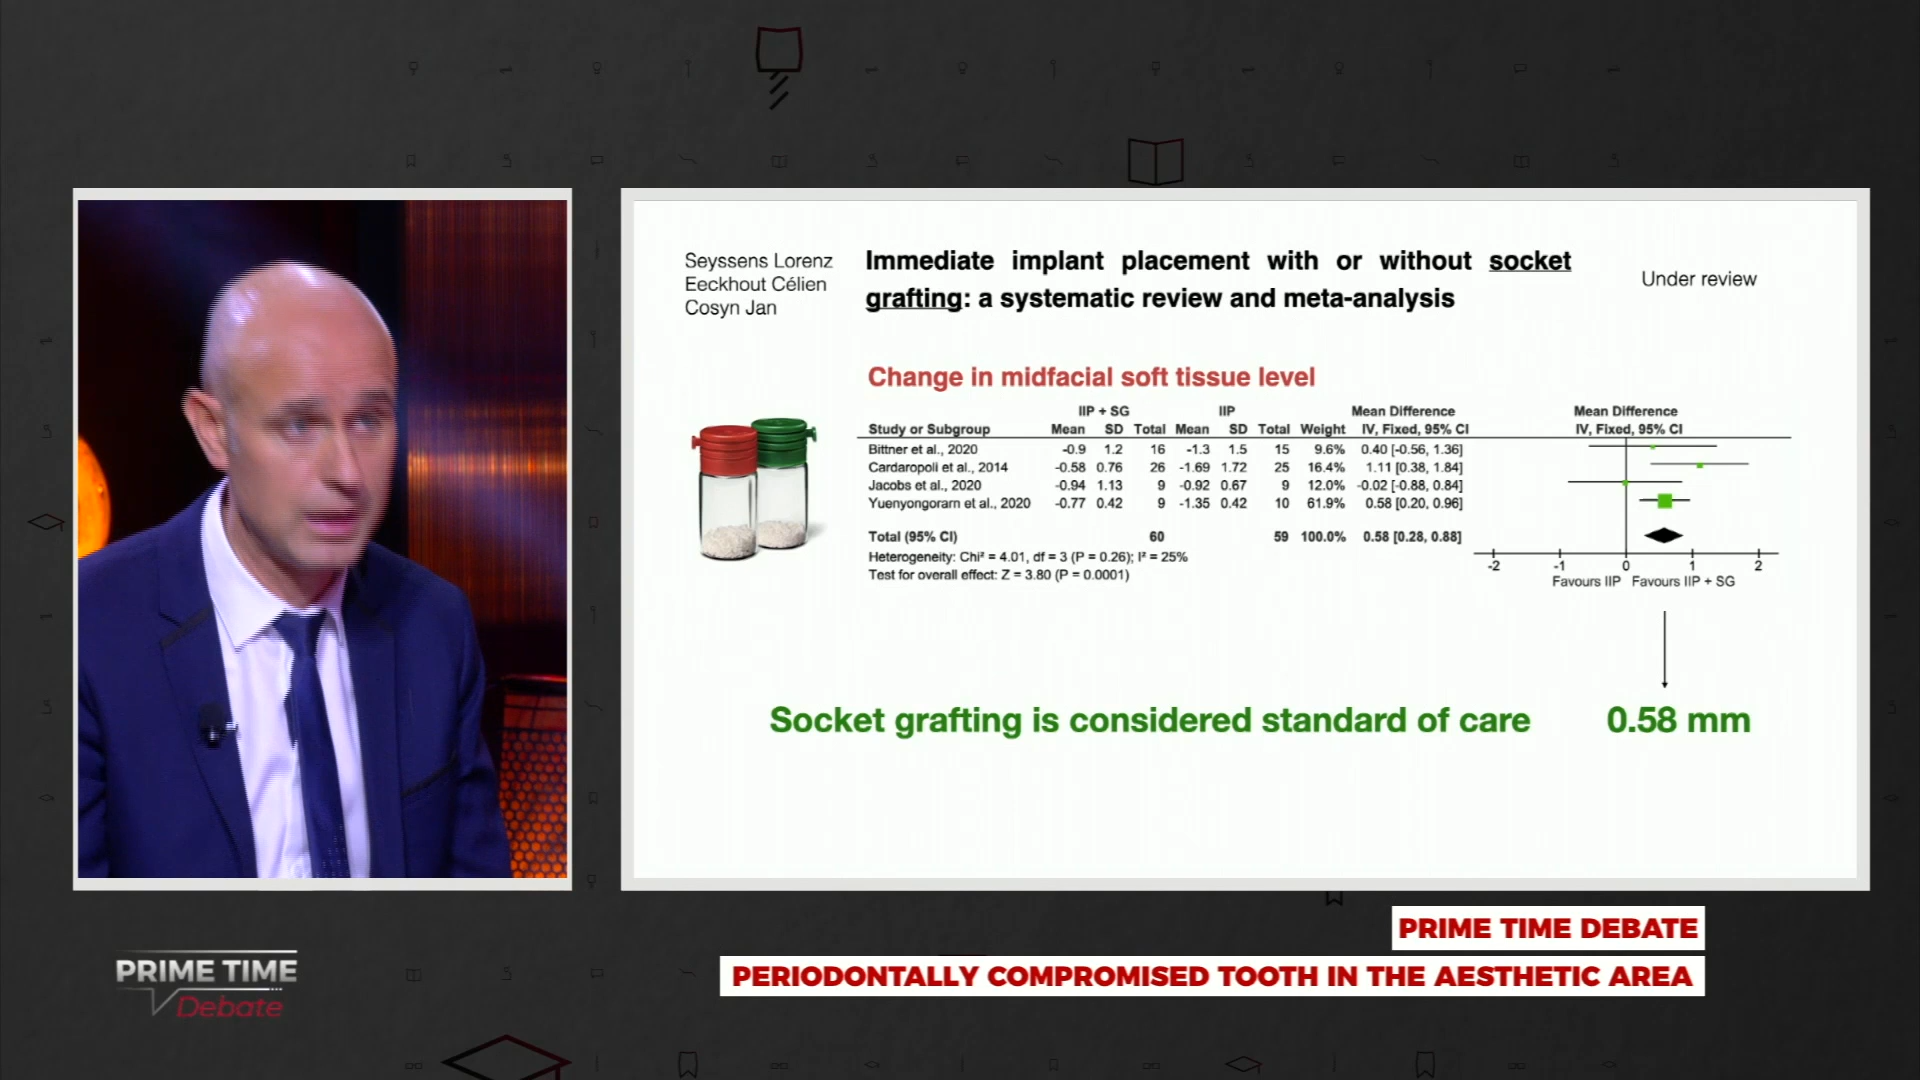 Seyssens Lorenz
Eeckhout Célien
Cosyn Jan
Immediate implant placement with or without socket
grafting: a systematic review and meta-analysis
Under review
Change in midfacial soft tissue level
IIP + SG IIP Mean Difference Mean Difference
Study or Subgroup Mean SD Total Mean SD Total Weight IV, Fixed, 95% CI IV, Fixed, 95% CI
Bittner et al., 2020 -0.9 1.2 16 -1.3 1.5 15 9.6% 0.40 [-0.56, 1.36]
Cardaropoli et al., 2014 -0.58 0.76 26 -1.69 1.72 25 16.4% 1.11 [0.38, 1.84]
Jacobs et al., 2020 -0.94 1.13 9 -0.92 0.67 9 12.0% -0.02 [-0.88, 0.84]
Yuenyongorarn et al., 2020 -0.77 0.42 9 -1.35 0.42 10 61.9% 0.58 [0.20, 0.96]
Total (95% CI) 60 59 100.0% 0.58 [0.28, 0.88]
Heterogeneity: Chi² = 4.01, df = 3 (P = 0.26); I² = 25%
Test for overall effect: Z = 3.80 (P = 0.0001)
-2 -1 0 1 2
Favours IIP Favours IIP + SG
Socket grafting is considered standard of care 0.58 mm
PRIME TIME DEBATE
PERIODONTALLY COMPROMISED TOOTH IN THE AESTHETIC AREA
PRIME TIME
Debate